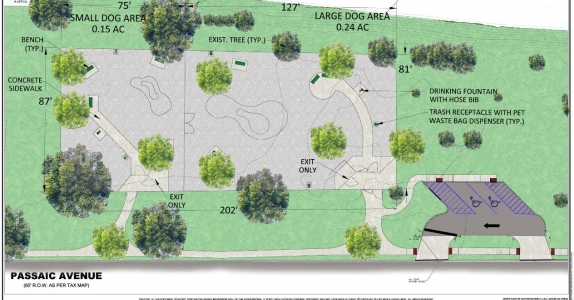 75'
127'
SMALL DOG AREA
0.15 AC
LARGE DOG AREA
0.24 AC
BENCH
(TYP.)
EXIST. TREE (TYP.)
81'
CONCRETE
SIDEWALK
87'
DRINKING FOUNTAIN
WITH HOSE BIB
TRASH RECEPTACLE WITH PET
WASTE BAG DISPENSER (TYP.)
EXIT
ONLY
EXIT
ONLY
202'
PASSAIC AVENUE
(60' R.O.W. AS PER TAX MAP)